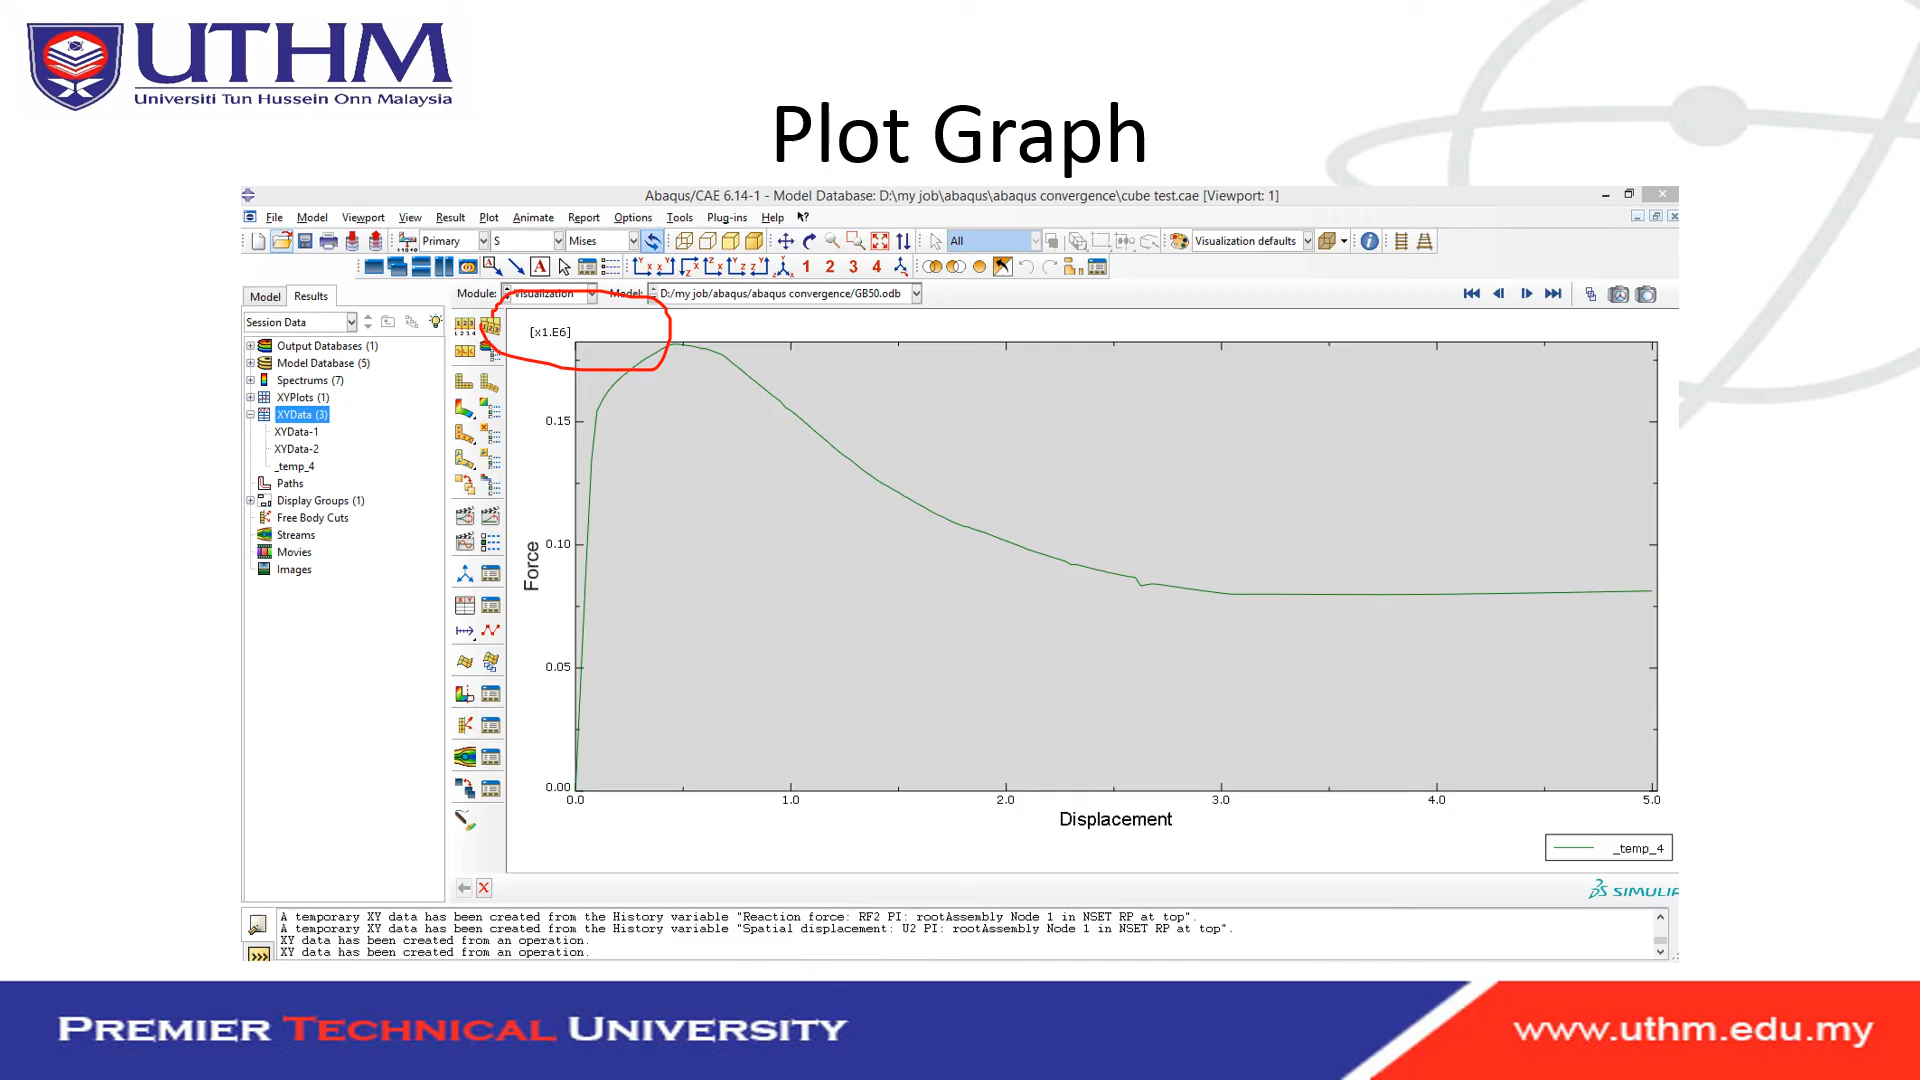 UTHM
Universiti Tun Hussein Onn Malaysia
Plot Graph
Abaqus/CAE 6.14-1 - Model Database: D:\my job\abaqus\abaqus convergence\cube test.cae [Viewport: 1]
File Model Viewport View Result Plot Animate Report Options Tools Plug-ins Help
Primary S Mises All Visualization defaults
A 1 2 3 4
Model Results
Module: Visualization Model: D:/my job/abaqus/abaqus convergence/GB50.odb
Session Data
Output Databases (1)
Model Database (5)
Spectrums (7)
XYPlots (1)
XYData (3)
XYData-1
XYData-2
_temp_4
Paths
Display Groups (1)
Free Body Cuts
Streams
Movies
Images
[x1.E6]
0.15
0.10
0.05
0.00
Force
0.0 1.0 2.0 3.0 4.0 5.0
Displacement
_temp_4
SIMULIA
A temporary XY data has been created from the History variable "Reaction force: RF2 PI: rootAssembly Node 1 in NSET RP at top".
A temporary XY data has been created from the History variable "Spatial displacement: U2 PI: rootAssembly Node 1 in NSET RP at top".
XY data has been created from an operation.
XY data has been created from an operation.
>>>
PREMIER TECHNICAL UNIVERSITY
www.uthm.edu.my